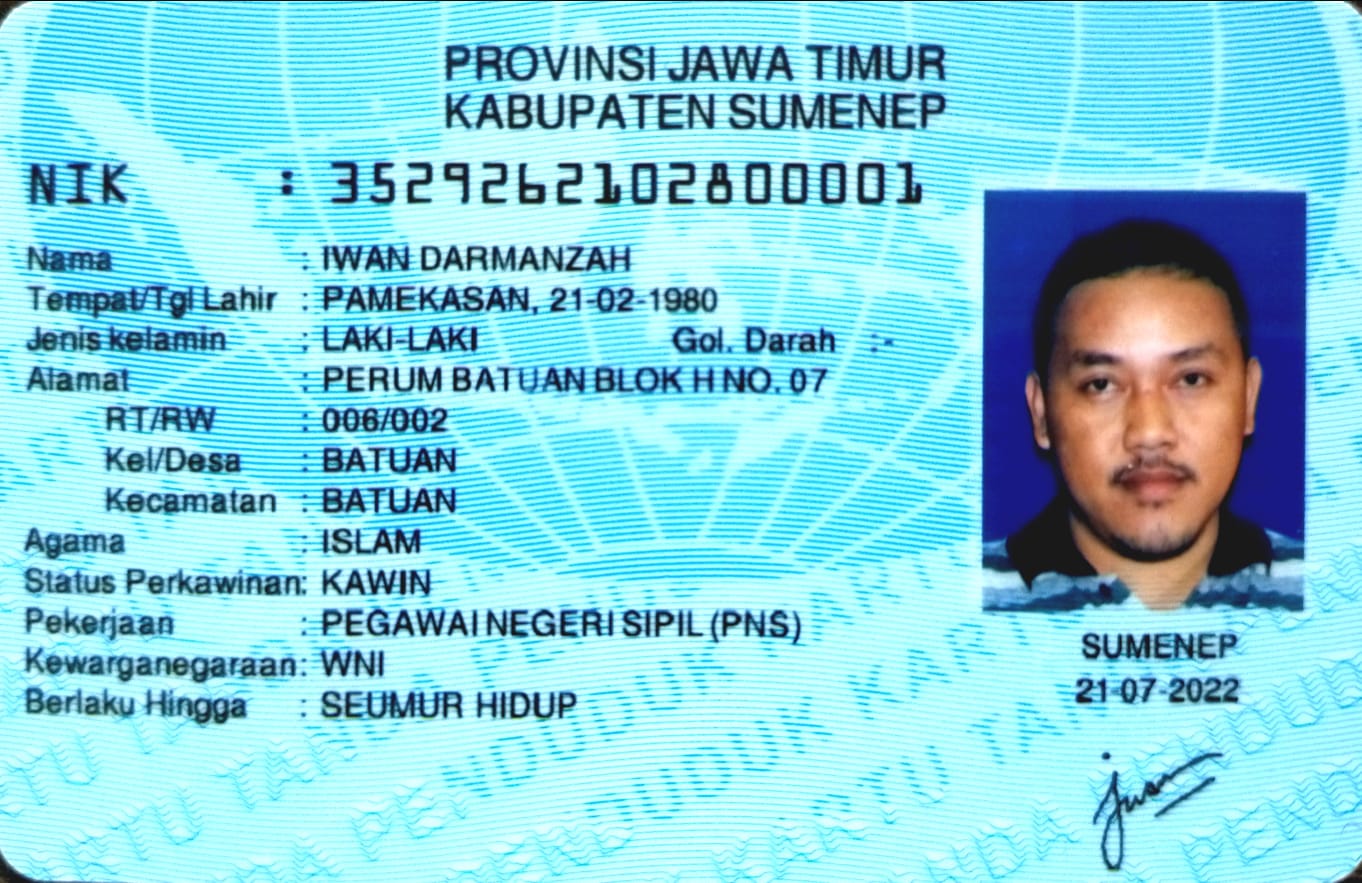 PROVINSI JAWA TIMUR
KABUPATEN SUMENEP
NIK : 3529262102800001
Nama : IWAN DARMANZAH
Tempat/Tgl Lahir : PAMEKASAN, 21-02-1980
Jenis kelamin : LAKI-LAKI Gol. Darah :-
Alamat : PERUM BATUAN BLOK H NO. 07
RT/RW : 006/002
Kel/Desa : BATUAN
Kecamatan : BATUAN
Agama : ISLAM
Status Perkawinan: KAWIN
Pekerjaan : PEGAWAI NEGERI SIPIL (PNS)
Kewarganegaraan: WNI
Berlaku Hingga : SEUMUR HIDUP
SUMENEP
21-07-2022